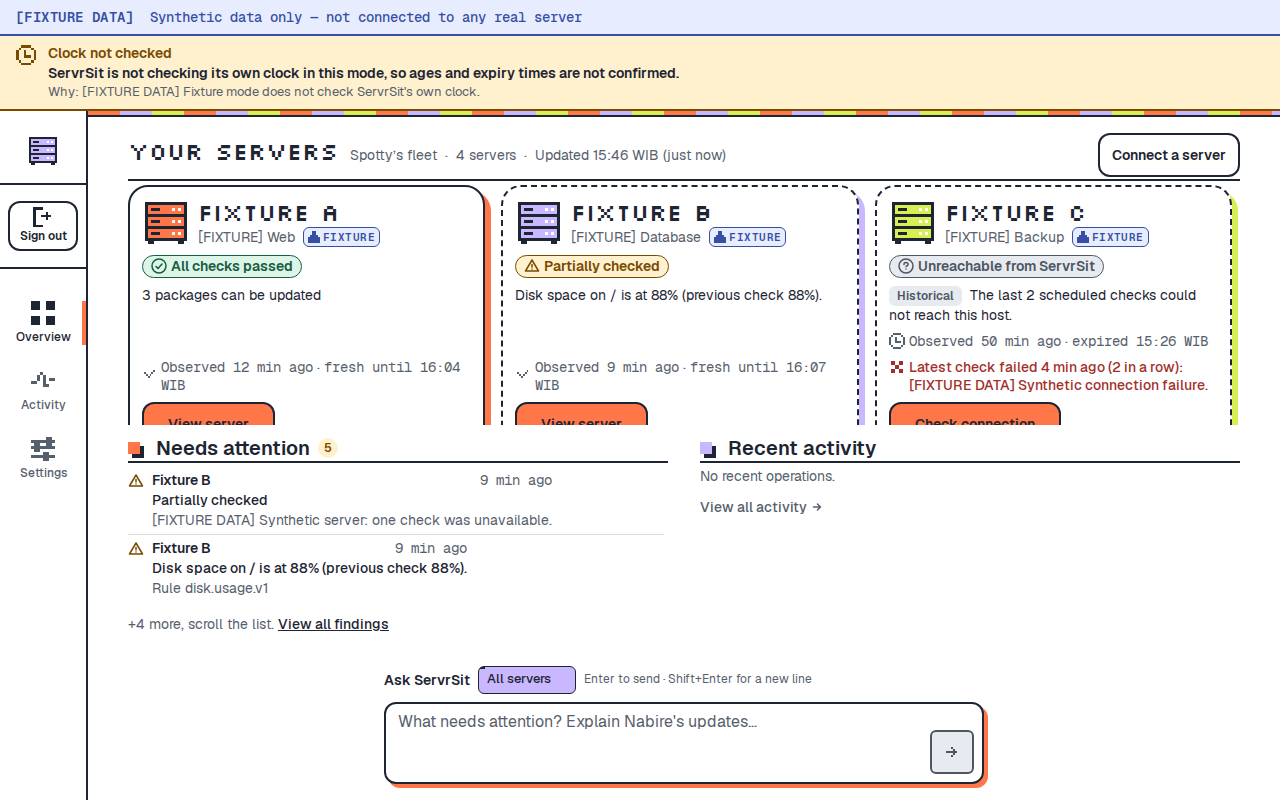 [FIXTURE DATA] Synthetic data only — not connected to any real server
Clock not checked
ServrSit is not checking its own clock in this mode, so ages and expiry times are not confirmed.
Why: [FIXTURE DATA] Fixture mode does not check ServrSit's own clock.
Sign out
Overview
Activity
Settings
YOUR SERVERS Spotty's fleet · 4 servers · Updated 15:46 WIB (just now)
Connect a server
FIXTURE A
[FIXTURE] Web FIXTURE
All checks passed
3 packages can be updated
Observed 12 min ago · fresh until 16:04
WIB
View server
FIXTURE B
[FIXTURE] Database FIXTURE
Partially checked
Disk space on / is at 88% (previous check 88%).
Observed 9 min ago · fresh until 16:07
WIB
View server
FIXTURE C
[FIXTURE] Backup FIXTURE
Unreachable from ServrSit
Historical The last 2 scheduled checks could
not reach this host.
Observed 50 min ago · expired 15:26 WIB
Latest check failed 4 min ago (2 in a row):
[FIXTURE DATA] Synthetic connection failure.
Check connection
Needs attention 5
Fixture B 9 min ago
Partially checked
[FIXTURE DATA] Synthetic server: one check was unavailable.
Fixture B 9 min ago
Disk space on / is at 88% (previous check 88%).
Rule disk.usage.v1
+4 more, scroll the list. View all findings
Recent activity
No recent operations.
View all activity →
Ask ServrSit All servers Enter to send · Shift+Enter for a new line
What needs attention? Explain Nabire's updates…